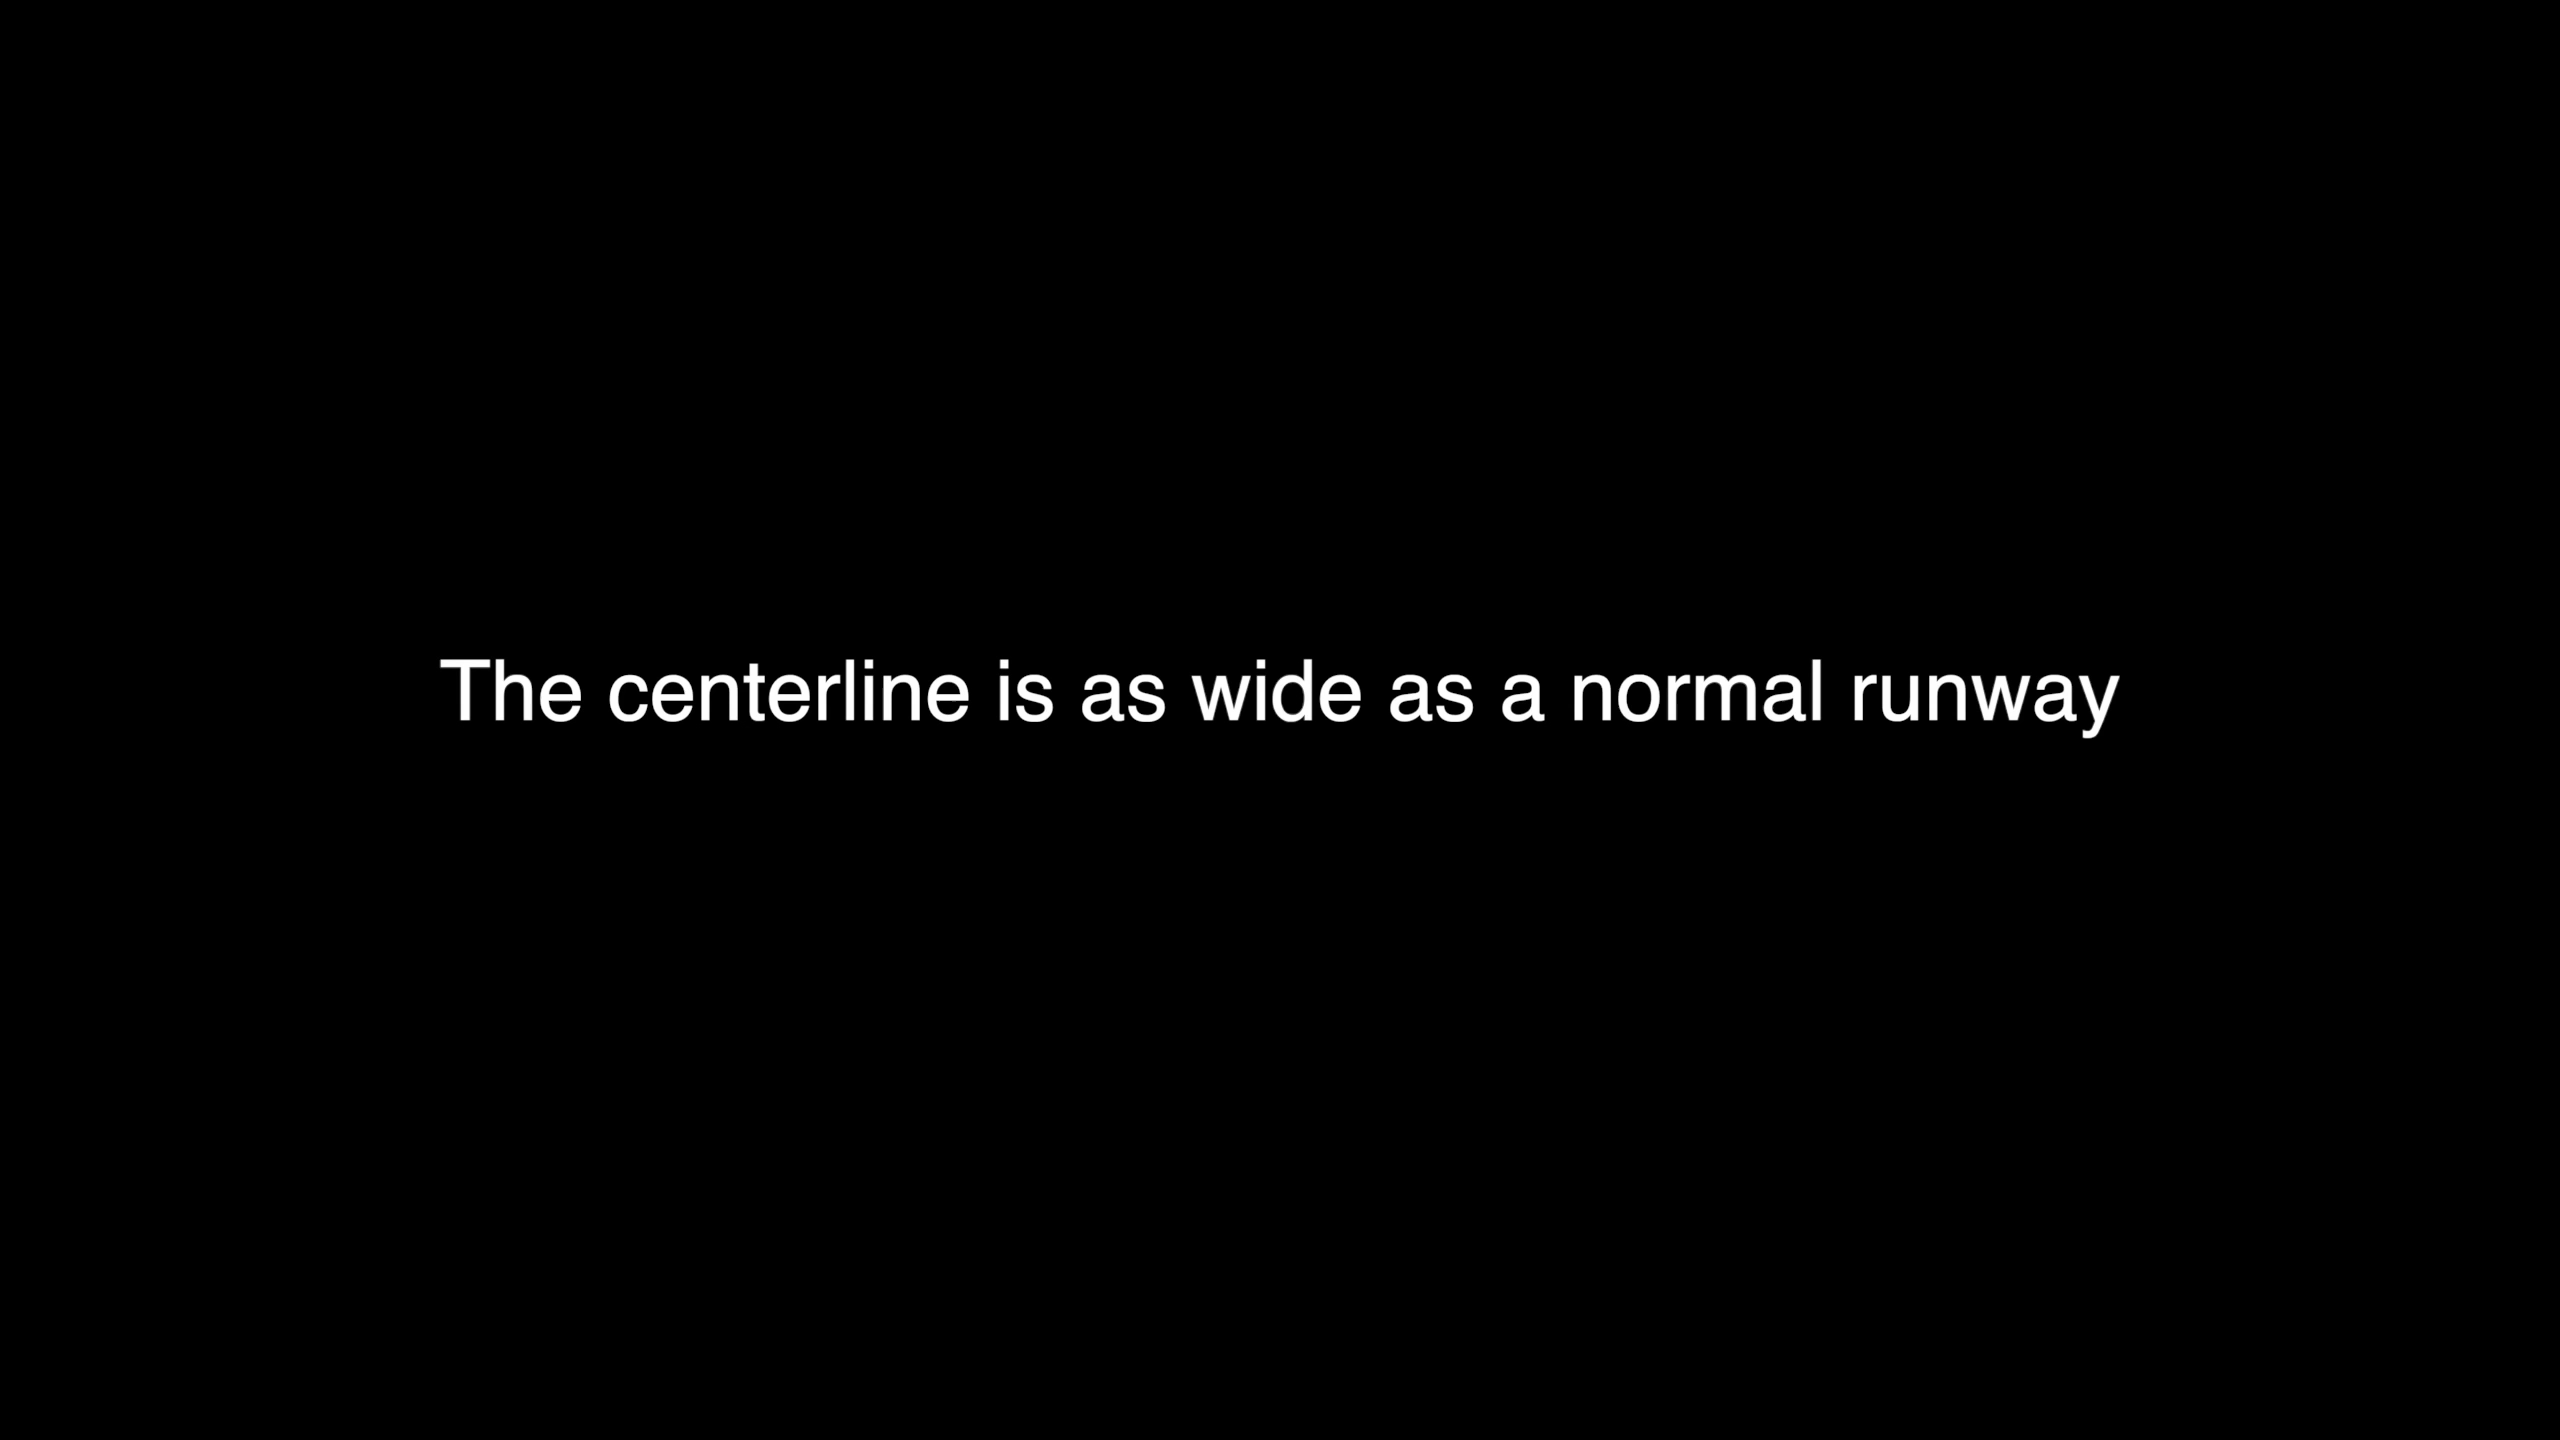 The centerline is as wide as a normal runway